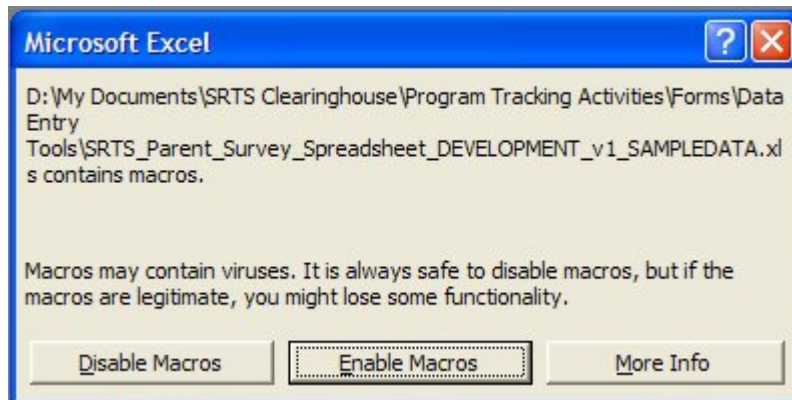 Microsoft Excel
D:\My Documents\SRTS Clearinghouse\Program Tracking Activities\Forms\Data
Entry
Tools\SRTS_Parent_Survey_Spreadsheet_DEVELOPMENT_v1_SAMPLEDATA.xl
s contains macros.
Macros may contain viruses. It is always safe to disable macros, but if the
macros are legitimate, you might lose some functionality.
Disable Macros Enable Macros More Info